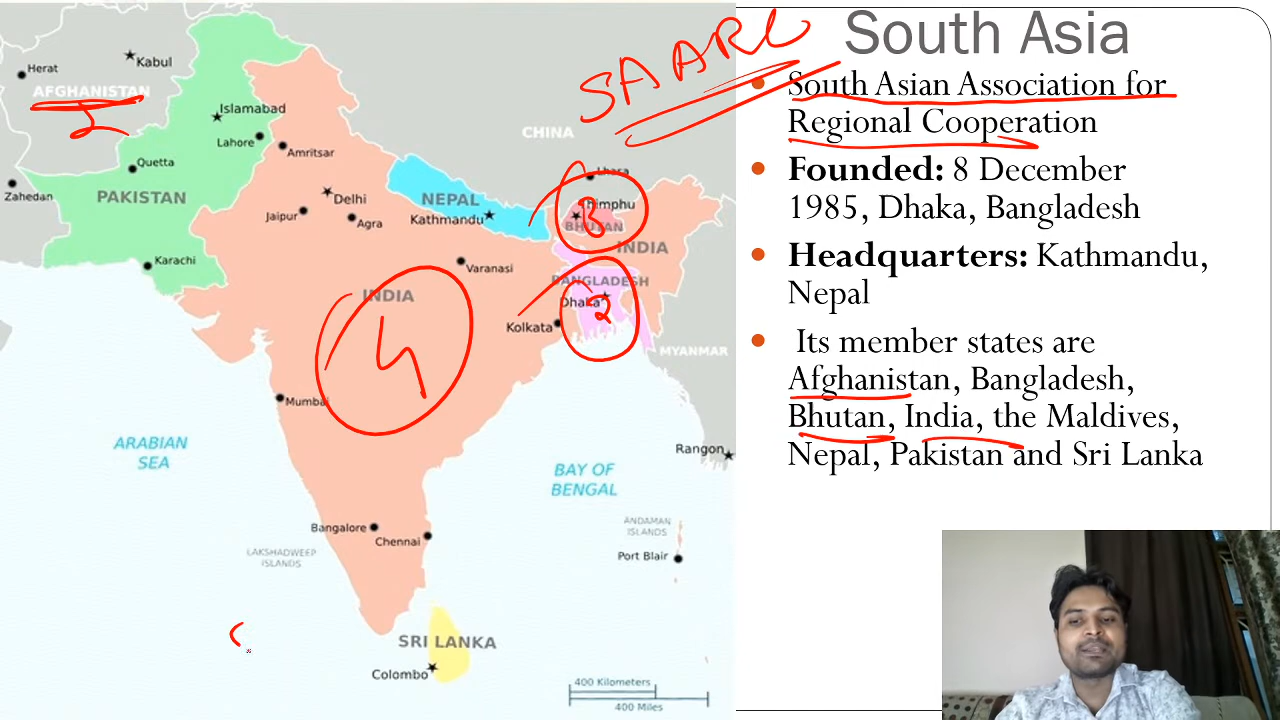 South Asia
SAARC
South Asian Association for
Regional Cooperation
Founded: 8 December
1985, Dhaka, Bangladesh
Headquarters: Kathmandu,
Nepal
Its member states are
Afghanistan, Bangladesh,
Bhutan, India, the Maldives,
Nepal, Pakistan and Sri Lanka
Kabul
Herat
AFGHANISTAN
1
Islamabad
Lahore
Amritsar
CHINA
Quetta
Lhasa
Zahedan
PAKISTAN
Delhi
NEPAL
Thimphu
3
Jaipur
Agra
Kathmandu
BHUTAN
INDIA
Karachi
Varanasi
BANGLADESH
INDIA
Dhaka
2
4
Kolkata
MYANMAR
Mumbai
ARABIAN
SEA
Rangon
BAY OF
BENGAL
Bangalore
Chennai
ANDAMAN
ISLANDS
LAKSHADWEEP
ISLANDS
Port Blair
SRI LANKA
Colombo
400 Kilometers
400 Miles